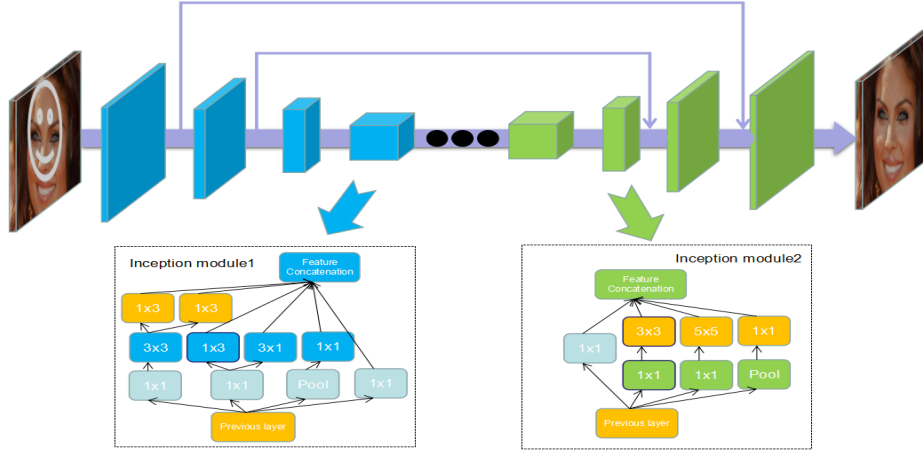 Inception module1
Feature
Concatenation
1x3
1x3
3x3
1x3
3x1
1x1
1x1
1x1
Pool
1x1
Previous layer
Inception module2
Feature
Concatenation
1x1
3x3
5x5
1x1
1x1
1x1
Pool
Previous layer